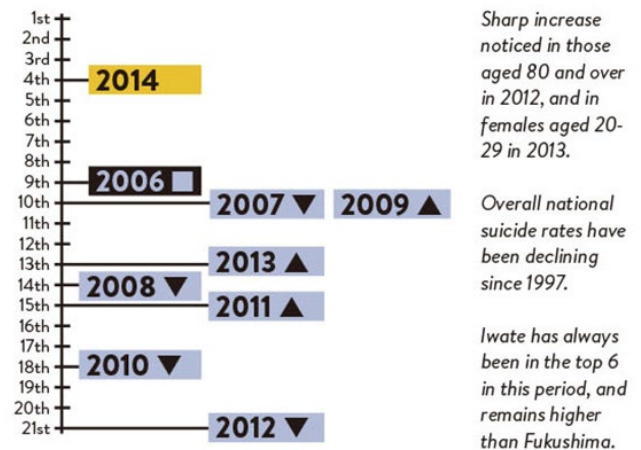 1st
2nd
3rd
4th
2014
5th
6th
7th
8th
9th
2006
10th
2007
2009
11th
12th
13th
2013
14th
2008
15th
2011
16th
17th
18th
2010
19th
20th
21st
2012
Sharp increase
noticed in those
aged 80 and over
in 2012, and in
females aged 20-
29 in 2013.
Overall national
suicide rates have
been declining
since 1997.
Iwate has always
been in the top 6
in this period, and
remains higher
than Fukushima.